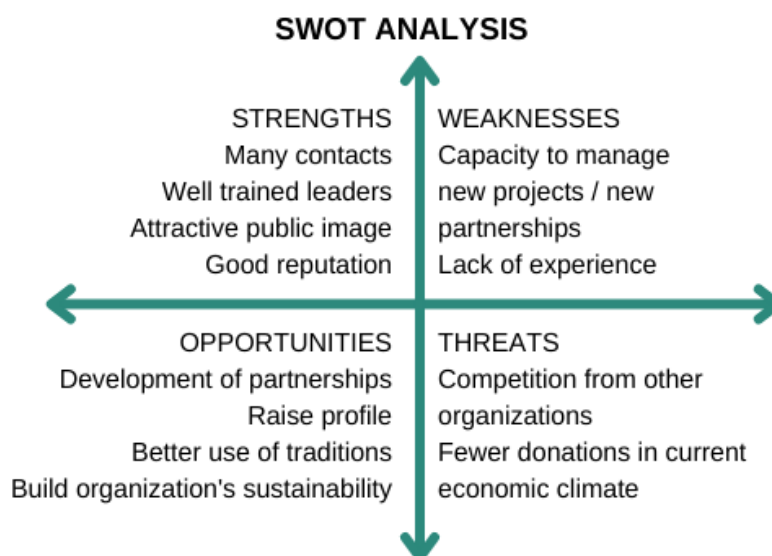 SWOT ANALYSIS
STRENGTHS
Many contacts
Well trained leaders
Attractive public image
Good reputation
WEAKNESSES
Capacity to manage
new projects / new
partnerships
Lack of experience
OPPORTUNITIES
Development of partnerships
Raise profile
Better use of traditions
Build organization's sustainability
THREATS
Competition from other
organizations
Fewer donations in current
economic climate